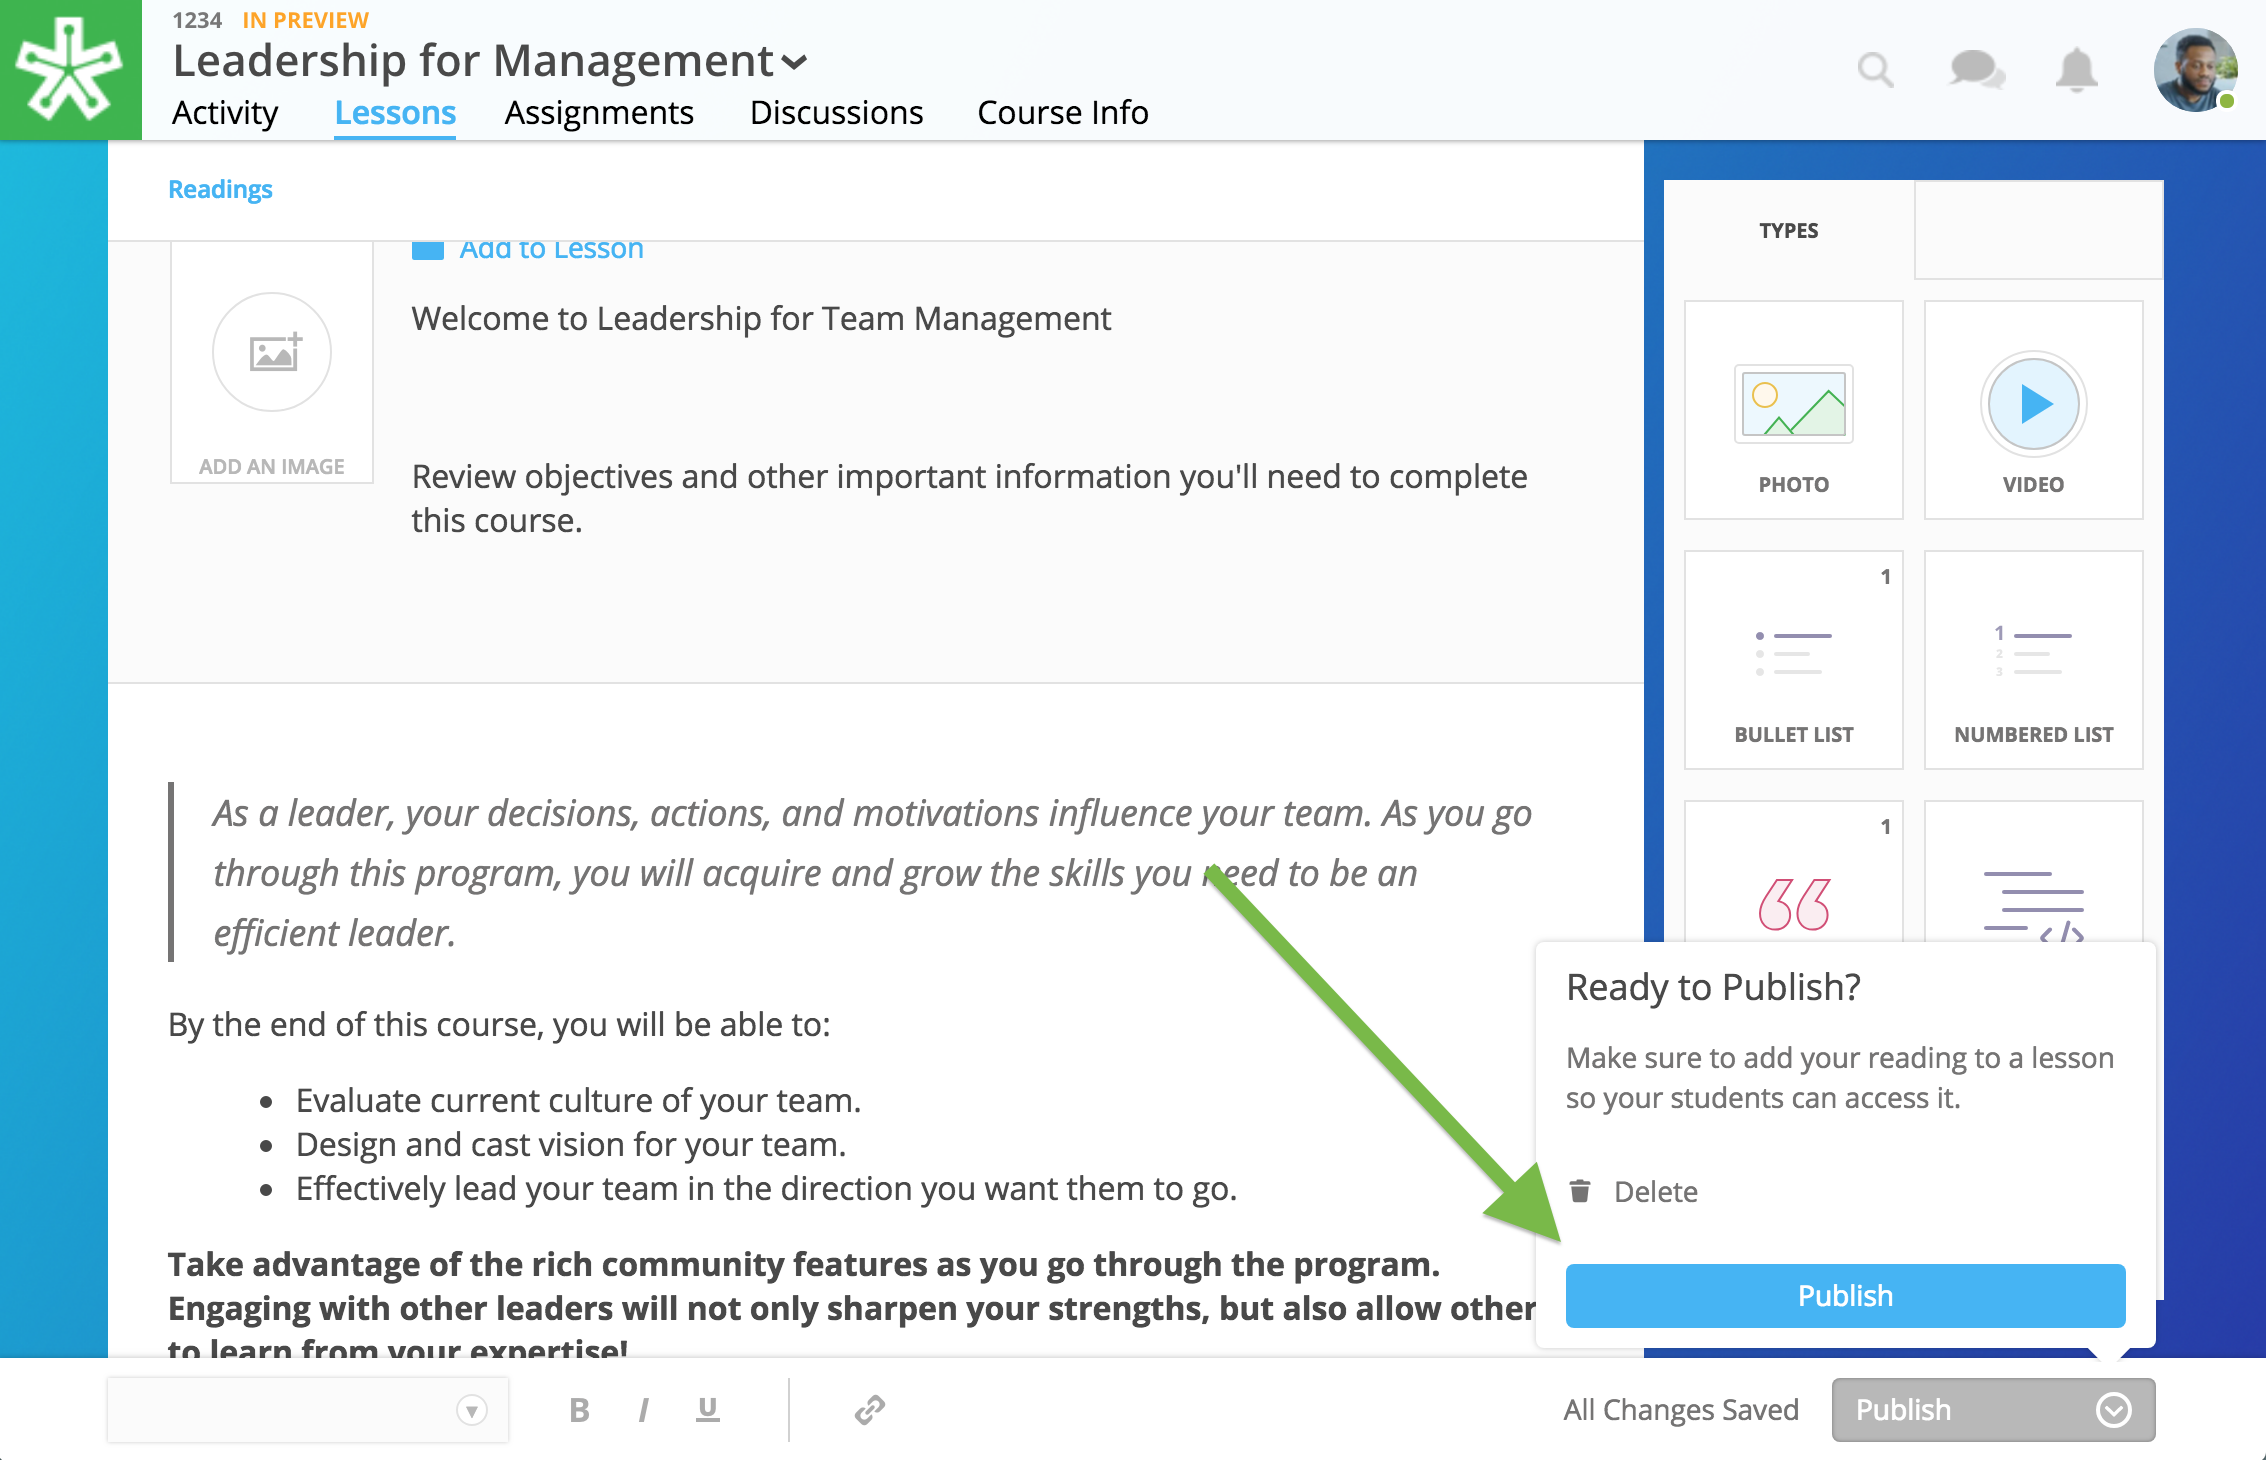 1234 IN PREVIEW
Leadership for Management
Activity Lessons Assignments Discussions Course Info
Readings
Add to Lesson
Welcome to Leadership for Team Management
ADD AN IMAGE
Review objectives and other important information you'll need to complete
this course.
As a leader, your decisions, actions, and motivations influence your team. As you go
through this program, you will acquire and grow the skills you need to be an
efficient leader.
By the end of this course, you will be able to:
• Evaluate current culture of your team.
• Design and cast vision for your team.
• Effectively lead your team in the direction you want them to go.
Take advantage of the rich community features as you go through the program.
Engaging with other leaders will not only sharpen your strengths, but also allow other
to learn from your expertise!
TYPES
PHOTO
VIDEO
1
BULLET LIST
1
2
3
NUMBERED LIST
1
Ready to Publish?
Make sure to add your reading to a lesson
so your students can access it.
Delete
Publish
B I U
All Changes Saved
Publish